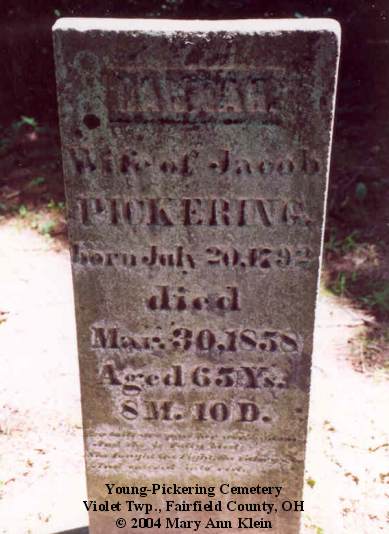 HANNAH.
Wife of Jacob
PICKERING.
born July 20,1792
died
Mar. 30,1858
Aged 65 Ys.
8 M. 10 D.
Young-Pickering Cemetery
Violet Twp., Fairfield County, OH
© 2004 Mary Ann Klein